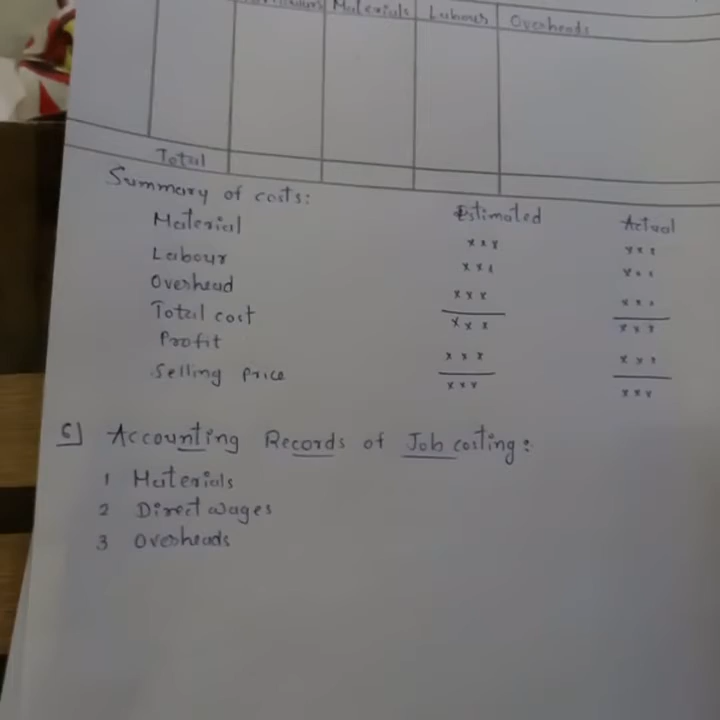 Materials Labour Overheads
Total
Summary of costs:
Estimated Actual
Material xxx xxx
Labour xxx xxx
Overhead xxx xxx
Total cost xxx xxx
Profit xxx xxx
Selling Price xxx xxx
6] Accounting Records of Job costing:
1 Materials
2 Direct wages
3 Overheads